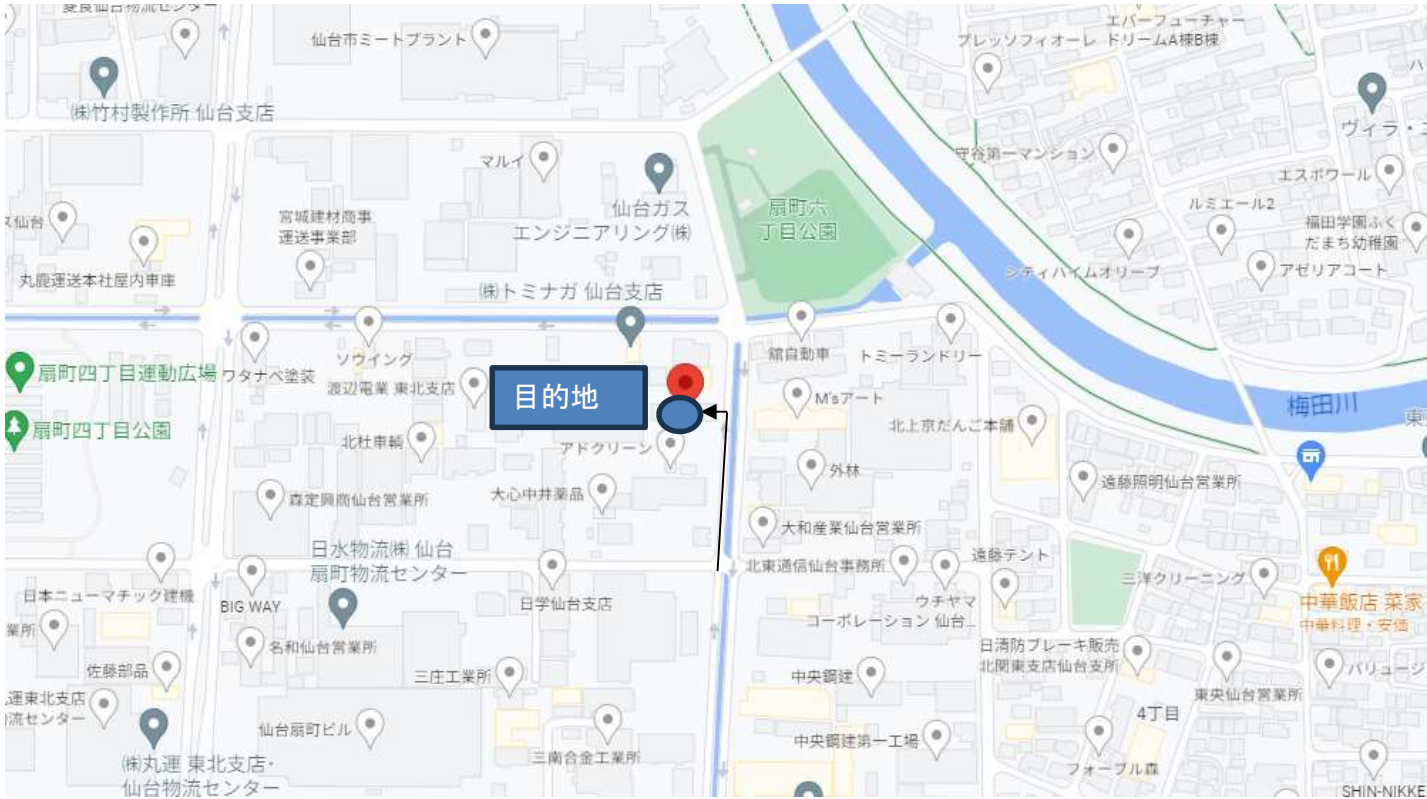 愛食仙台物流センター
仙台市ミートプラント
エバーフューチャー
プレッソフィオーレ ドリームA棟B棟
㈱竹村製作所 仙台支店
ヴィラ・
マルイ
守谷第一マンション
エスポワール
ス仙台
宮城建材商事
運送事業部
仙台ガス
エンジニアリング㈱
扇町六
丁目公園
ルミエール2
福田学園ふく
だまち幼稚園
丸鹿運送本社屋内車庫
シティハイムオリーブ
アゼリアコート
㈱トミナガ 仙台支店
扇町四丁目運動広場
ワタナベ塗装
ソウイング
渡辺電業 東北支店
舘自動車
トミーランドリー
目的地
M'sアート
梅田川
東
扇町四丁目公園
北杜車輌
アドグリーン
北上京だんご本舗
外林
遠藤照明仙台営業所
森定興商仙台営業所
大心中井薬品
大和産業仙台営業所
日水物流㈱ 仙台
扇町物流センター
北東通信仙台事務所
遠藤テント
三洋クリーニング
日本ニューマチック建機
BIG WAY
日学仙台支店
ウチヤマ
コーポレーション 仙台...
中華飯店 菜家
中華料理・安価
業所
名和仙台営業所
日清防ブレーキ販売
北関東支店仙台支所
佐藤部品
三庄工業所
中央鋼建
東央仙台営業所
バリュージ
運東北支店
流センター
仙台扇町ビル
4丁目
中央鋼建第一工場
三南合金工業所
フォーブル森
㈱丸運 東北支店・
仙台物流センター
SHIN-NIKKE